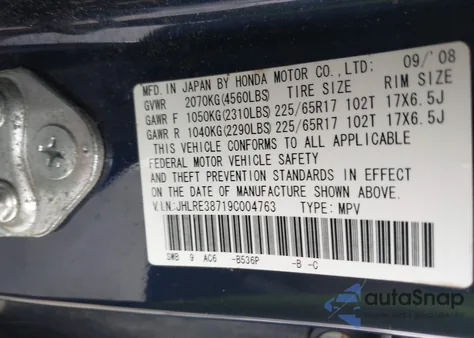 MFD. IN JAPAN BY HONDA MOTOR CO., LTD: 09/'08
GVWR 2070KG(4560LBS) TIRE SIZE RIM SIZE
GAWR F 1050KG(2310LBS) 225/65R17 102T 17X6.5J
GAWR R 1040KG(2290LBS) 225/65R17 102T 17X6.5J
THIS VEHICLE CONFORMS TO ALL APPLICABLE
FEDERAL MOTOR VEHICLE SAFETY
AND THEFT PREVENTION STANDARDS IN EFFECT
ON THE DATE OF MANUFACTURE SHOWN ABOVE.
V.I.N:JHLRE38719C004763 TYPE: MPV
SWB 9 AC6 -B536P -B -C
autoSnap